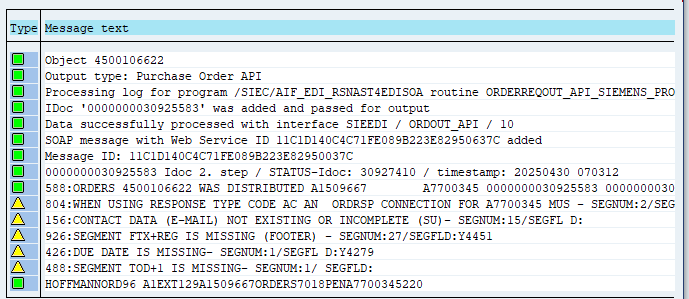 Type Message text
Object 4500106622
Output type: Purchase Order API
Processing log for program /SIEC/AIF_EDI_RSNAST4EDISOA routine ORDERREQOUT_API_SIEMENS_PRO
IDoc '0000000030925583' was added and passed for output
Data successfully processed with interface SIEEDI / ORDOUT_API / 10
SOAP message with Web Service ID 11C1D140C4C71FE089B223E82950637C added
Message ID: 11C1D140C4C71FE089B223E82950037C
0000000030925583 Idoc 2. step / STATUS-Idoc: 30927410 / timestamp: 20250430 070312
588:ORDERS 4500106622 WAS DISTRIBUTED A1509667 A7700345 0000000030925583 000000030
804:WHEN USING RESPONSE TYPE CODE AC AN ORDRSP CONNECTION FOR A7700345 MUS - SEGNUM:2/SEG
156:CONTACT DATA (E-MAIL) NOT EXISTING OR INCOMPLETE (SU)- SEGNUM:15/SEGFL D:
926:SEGMENT FTX+REG IS MISSING (FOOTER) - SEGNUM:27/SEGFLD:Y4451
426:DUE DATE IS MISSING- SEGNUM:1/SEGFL D:Y4279
488:SEGMENT TOD+1 IS MISSING- SEGNUM:1/ SEGFLD:
HOFFMANNORD96 A1EXT129A1509667ORDERS7018PENA7700345220